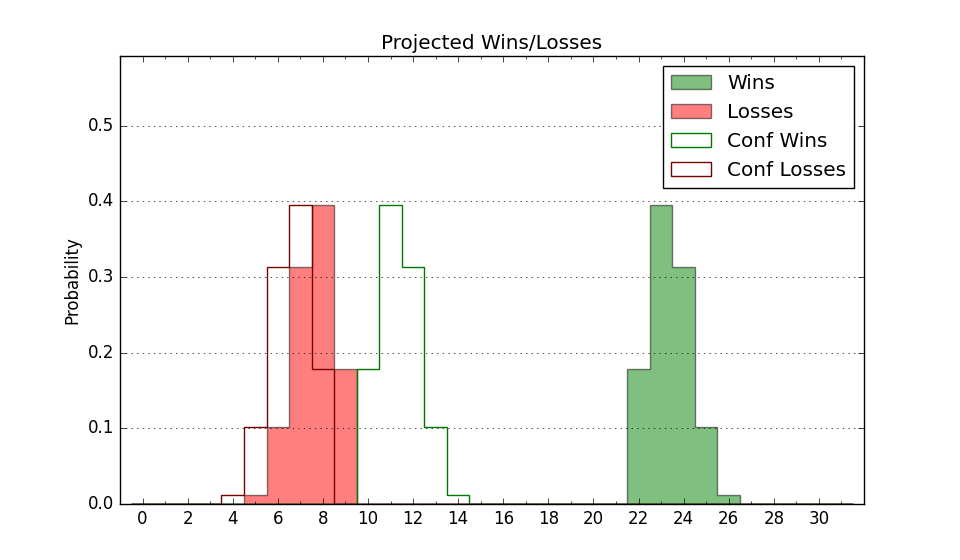 Projected Wins/Losses
Wins
Losses
Conf Wins
Conf Losses
Probability
0.5
0.4
0.3
0.2
0.1
0.0
0 2 4 6 8 10 12 14 16 18 20 22 24 26 28 30